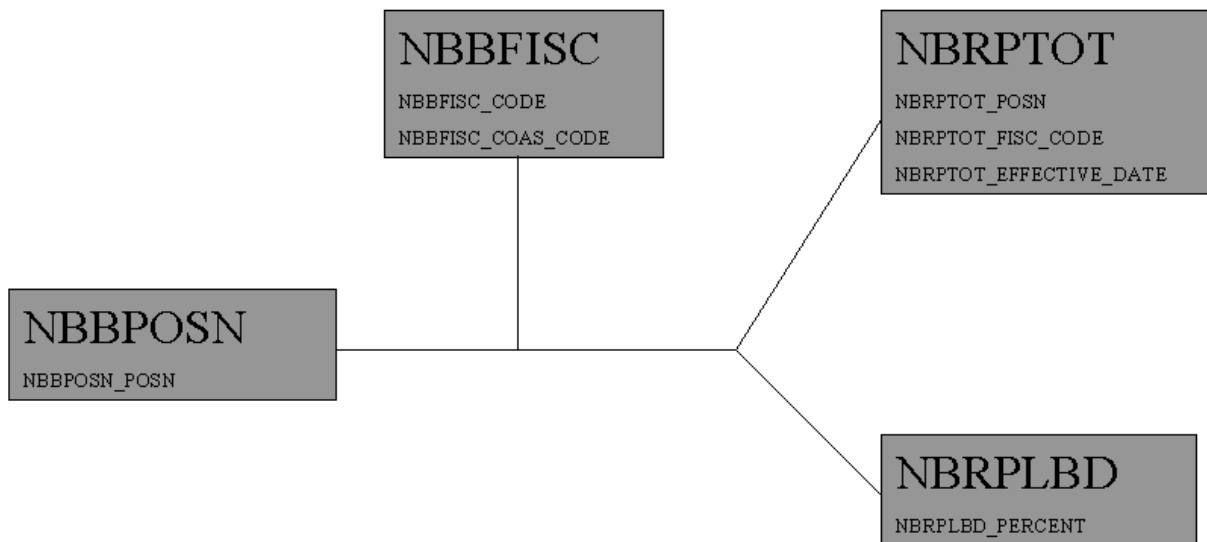 NBBFISC
NBBFISC_CODE
NBBFISC_COAS_CODE
NBRPTOT
NBRPTOT_POSN
NBRPTOT_FISC_CODE
NBRPTOT_EFFECTIVE_DATE
NBBPOSN
NBBPOSN_POSN
NBRPLBD
NBRPLBD_PERCENT